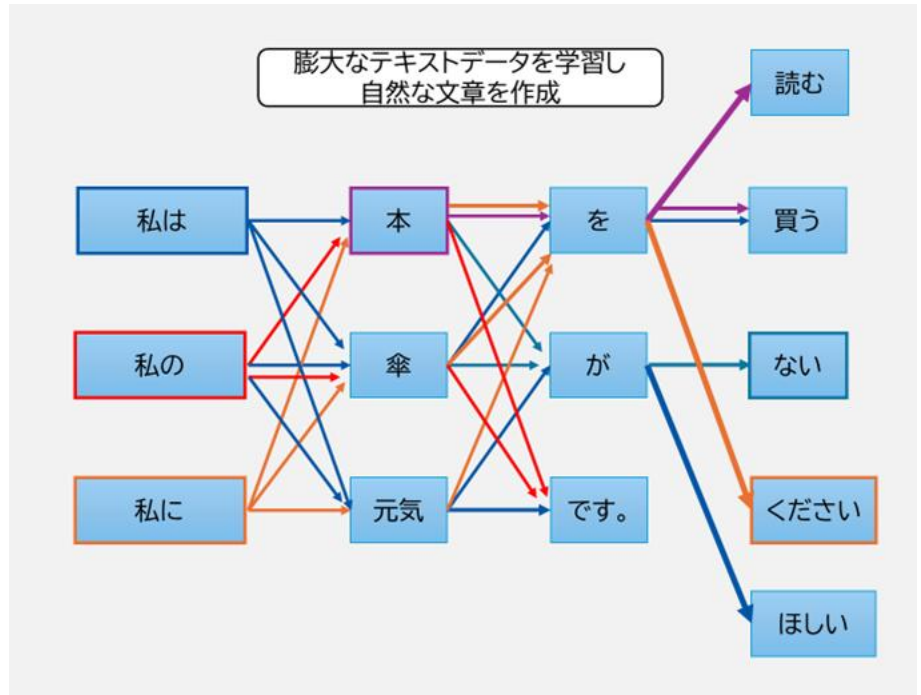 膨大なテキストデータを学習し
自然な文章を作成
読む
私は
本
を
買う
私の
傘
が
ない
私に
元気
です。
ください
ほしい